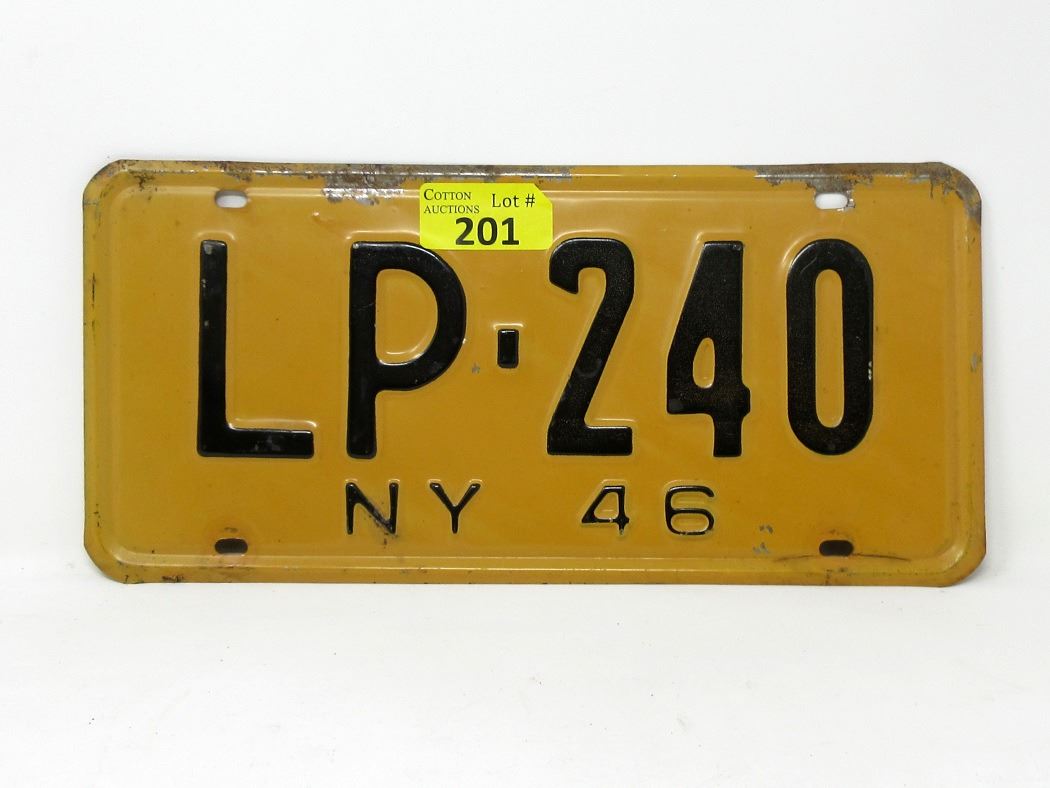 COTTON
AUCTIONS Lot #
201
LP-240
NY 46